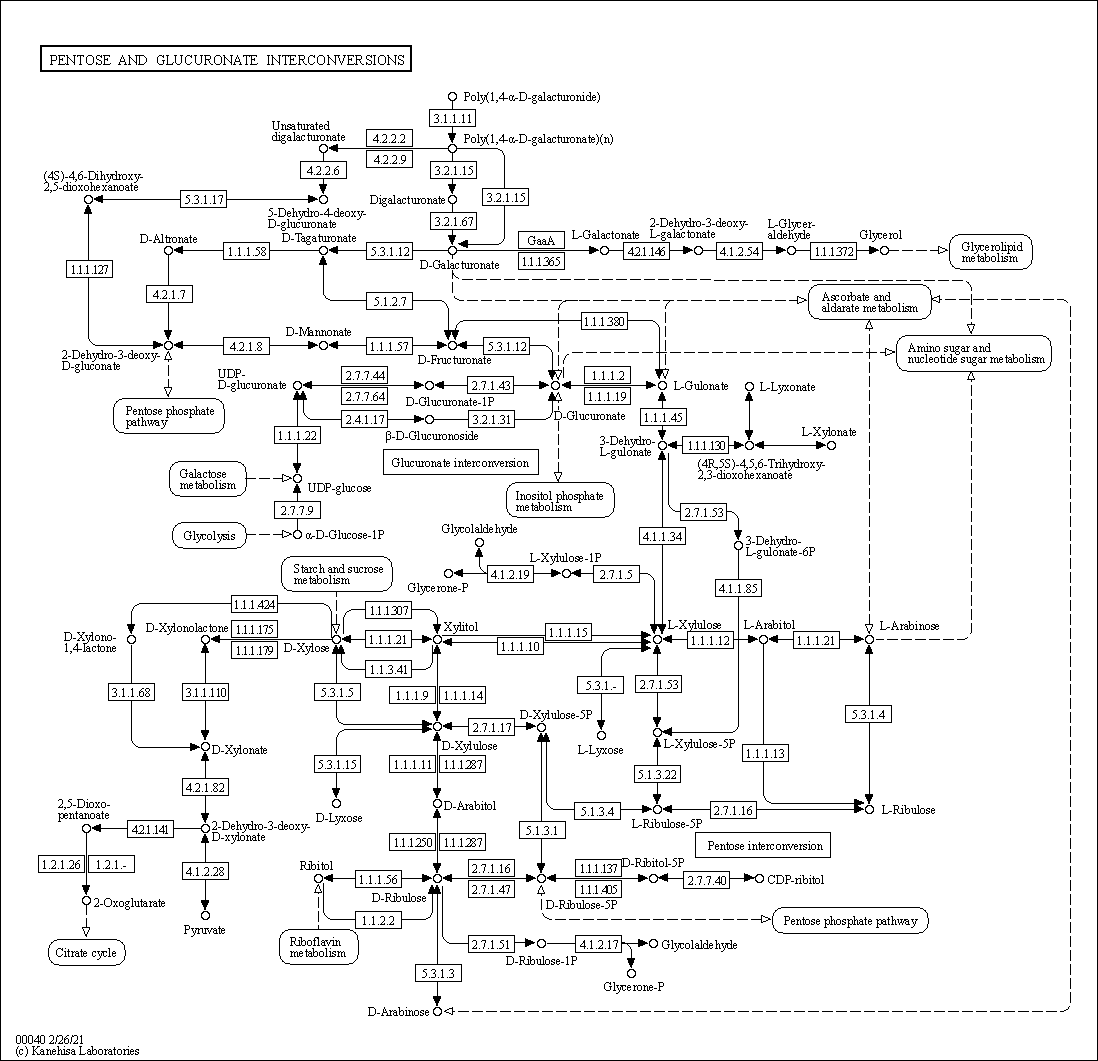 PENTOSE AND GLUCURONATE INTERCONVERSIONS
Poly(1,4-α-D-galacturonide)
3.1.1.11
Unsaturated
digalacturonate
4.2.2.2
Poly(1,4-α-D-galacturonate)(n)
4.2.2.9
4.2.2.6
3.2.1.15
(4S)-4,6-Dihydroxy-
2,5-dioxohexanoate
5.3.1.17
Digalacturonate
3.2.1.15
5-Dehydro-4-deoxy-
D-glucuronate
3.2.1.67
D-Altronate
D-Tagaturonate
L-Galactonate
2-Dehydro-3-deoxy-
L-galactonate
L-Glycer-
aldehyde
Glycerol
1.1.1.58
5.3.1.12
GaaA
1.1.1365
4.2.1.146
4.1.2.54
1.1.1372
Glycerolipid
metabolism
D-Galacturonate
1.1.1.127
4.2.1.7
5.1.2.7
Ascorbate and
aldarate metabolism
1.1.1.380
D-Mannonate
4.2.1.8
1.1.1.57
5.3.1.12
2-Dehydro-3-deoxy-
D-gluconate
D-Fructuronate
Amino sugar and
nucleotide sugar metabolism
UDP-
D-glucuronate
2.7.7.44
2.7.7.64
2.7.1.43
1.1.1.2
1.1.1.19
L-Gulonate
L-Lyxonate
D-Glucuronate-1P
D-Glucuronate
Pentose phosphate
pathway
2.4.1.17
3.2.1.31
1.1.1.45
β-D-Glucuronoside
1.1.1.22
3-Dehydro-
L-gulonate
1.1.1.130
L-Xylonate
Glucuronate interconversion
(4R,5S)-4,5,6-Trihydroxy-
2,3-dioxohexanoate
Galactose
metabolism
UDP-glucose
Inositol phosphate
metabolism
2.7.7.9
2.7.1.53
Glycolysis
α-D-Glucose-1P
Glycolaldehyde
4.1.1.34
3-Dehydro-
L-gulonate-6P
L-Xylulose-1P
Starch and sucrose
metabolism
4.1.2.19
2.7.1.5
Glycerone-P
4.1.1.85
1.1.1.424
1.1.1307
D-Xylono-
1,4-lactone
D-Xylonolactone
1.1.1.175
1.1.1.179
D-Xylose
1.1.1.21
Xylitol
1.1.1.15
1.1.1.10
L-Xylulose
1.1.1.12
L-Arabitol
1.1.1.21
L-Arabinose
1.1.3.41
3.1.1.68
3.1.1.110
5.3.1.5
1.1.1.9
1.1.1.14
5.3.1.-
2.7.1.53
5.3.1.4
D-Xylulose-5P
2.7.1.17
D-Xylonate
D-Xylulose
L-Lyxose
L-Xylulose-5P
1.1.1.13
5.3.1.15
1.1.1.11
1.1.1287
5.1.3.22
4.2.1.82
2,5-Dioxo-
pentanoate
D-Lyxose
D-Arabitol
5.1.3.4
2.7.1.16
L-Ribulose
L-Ribulose-5P
4.2.1.141
2-Dehydro-3-deoxy-
D-xylonate
1.1.1250
1.1.1287
5.1.3.1
Pentose interconversion
1.2.1.26
1.2.1.-
4.1.2.28
Ribitol
1.1.1.56
2.7.1.16
2.7.1.47
1.1.1.137
1.1.1.405
D-Ribitol-5P
2.7.7.40
CDP-ribitol
D-Ribulose
D-Ribulose-5P
2-Oxoglutarate
Pyruvate
1.1.2.2
Pentose phosphate pathway
Citrate cycle
Riboflavin
metabolism
2.7.1.51
4.1.2.17
Glycolaldehyde
D-Ribulose-1P
5.3.1.3
Glycerone-P
D-Arabinose
00040 2/26/21
(c) Kanehisa Laboratories